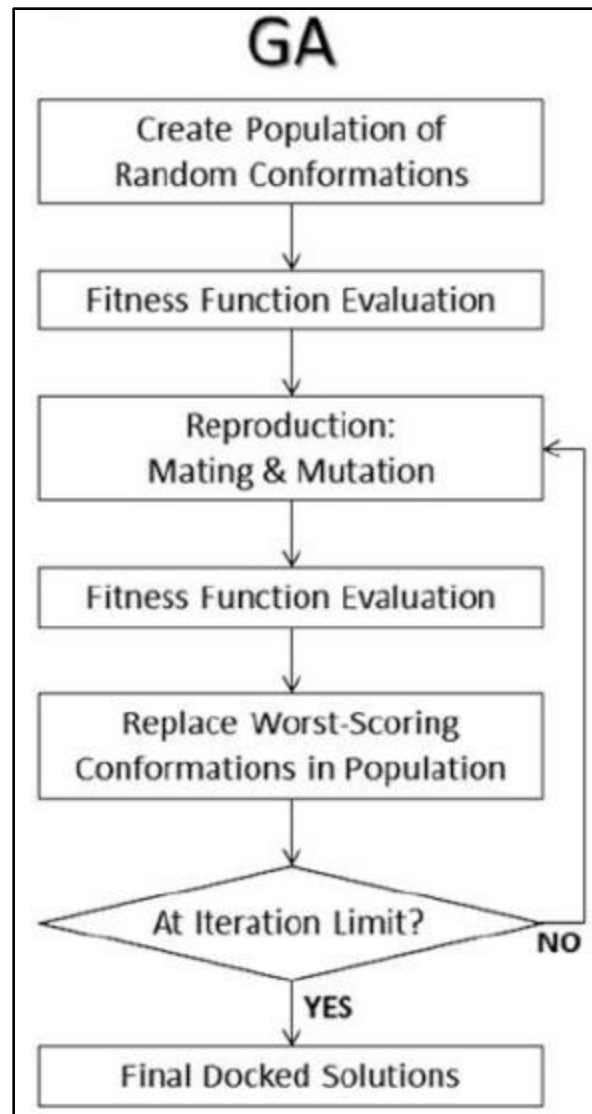 GA
Create Population of
Random Conformations
Fitness Function Evaluation
Reproduction:
Mating & Mutation
Fitness Function Evaluation
Replace Worst-Scoring
Conformations in Population
At Iteration Limit?
NO
YES
Final Docked Solutions